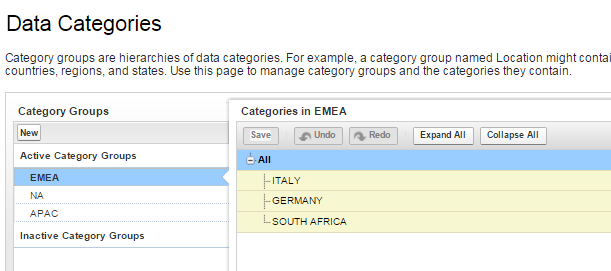 Data Categories
Category groups are hierarchies of data categories. For example, a category group named Location might contai
countries, regions, and states. Use this page to manage category groups and the categories they contain.
Category Groups
New
Active Category Groups
EMEA
NA
APAC
Inactive Category Groups
Categories in EMEA
Save Undo Redo Expand All Collapse All
All
ITALY
GERMANY
SOUTH AFRICA